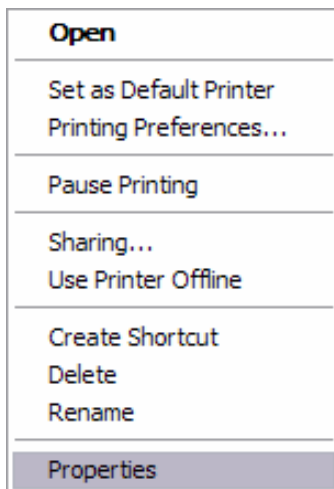 Open
Set as Default Printer
Printing Preferences...
Pause Printing
Sharing...
Use Printer Offline
Create Shortcut
Delete
Rename
Properties